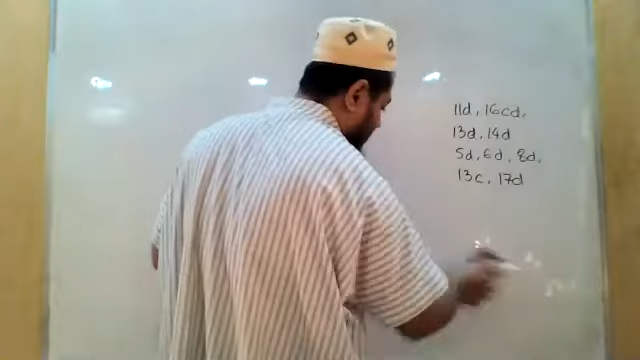 11d, 16cd,
13d, 14d
5d, 6d, 8d,
13c, 17d